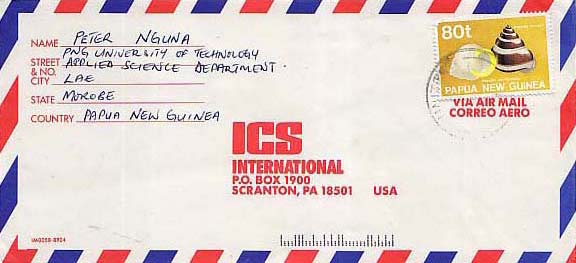 NAME PETER NGUNA
PNG UNIVERSITY OF TECHNOLOGY
STREET & NO. APPLIED SCIENCE DEPARTMENT.
CITY LAE
STATE MOROBE
COUNTRY PAPUA NEW GUINEA
80t
PAPUA NEW GUINEA
VIA AIR MAIL
CORREO AERO
ICS
INTERNATIONAL
P.O. BOX 1900
SCRANTON, PA 18501 USA